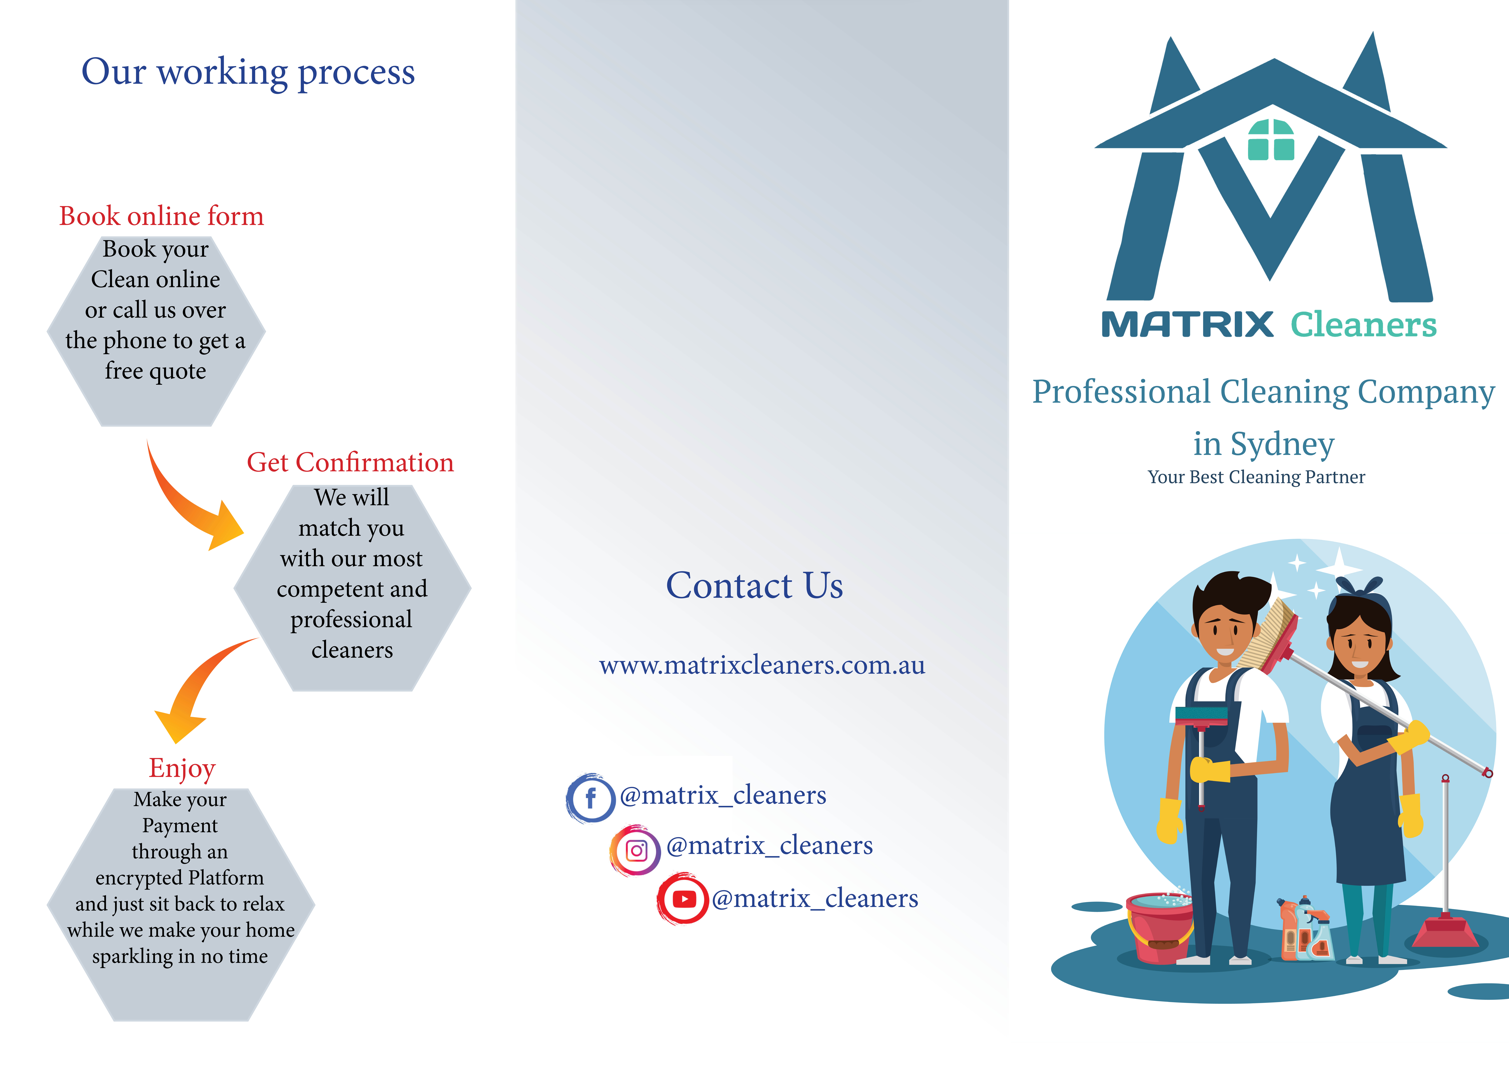 Our working process
Book online form
Book your
Clean online
or call us over
the phone to get a
free quote
Get Confirmation
We will
match you
with our most
competent and
professional
cleaners
Enjoy
Make your
Payment
through an
encrypted Platform
and just sit back to relax
while we make your home
sparkling in no time
Contact Us
www.matrixcleaners.com.au
@matrix_cleaners
@matrix_cleaners
@matrix_cleaners
MATRIX Cleaners
Professional Cleaning Company
in Sydney
Your Best Cleaning Partner